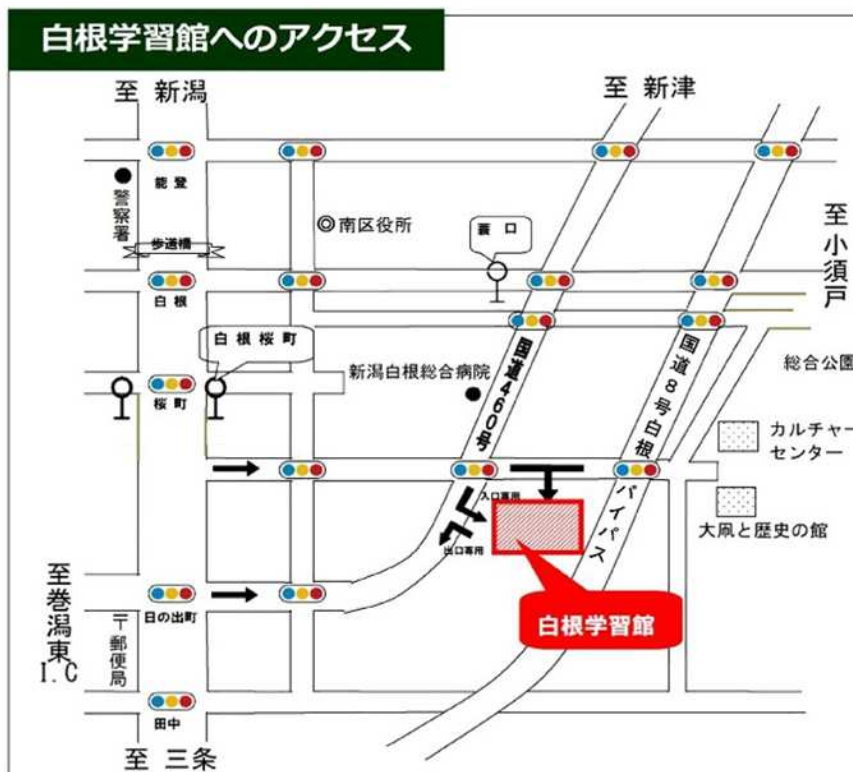 白根学習館へのアクセス
至 新潟
至 新津
能登
警察署
歩道橋
◎南区役所
蓑口
至小須戸
白根
白根桜町
新潟白根総合病院
国道460号
国道8号白根バイパス
総合公園
桜町
カルチャー
センター
入口専用
出口専用
大凧と歴史の館
至巻潟東
I.C
日の出町
白根学習館
〒郵便局
田中
至 三条